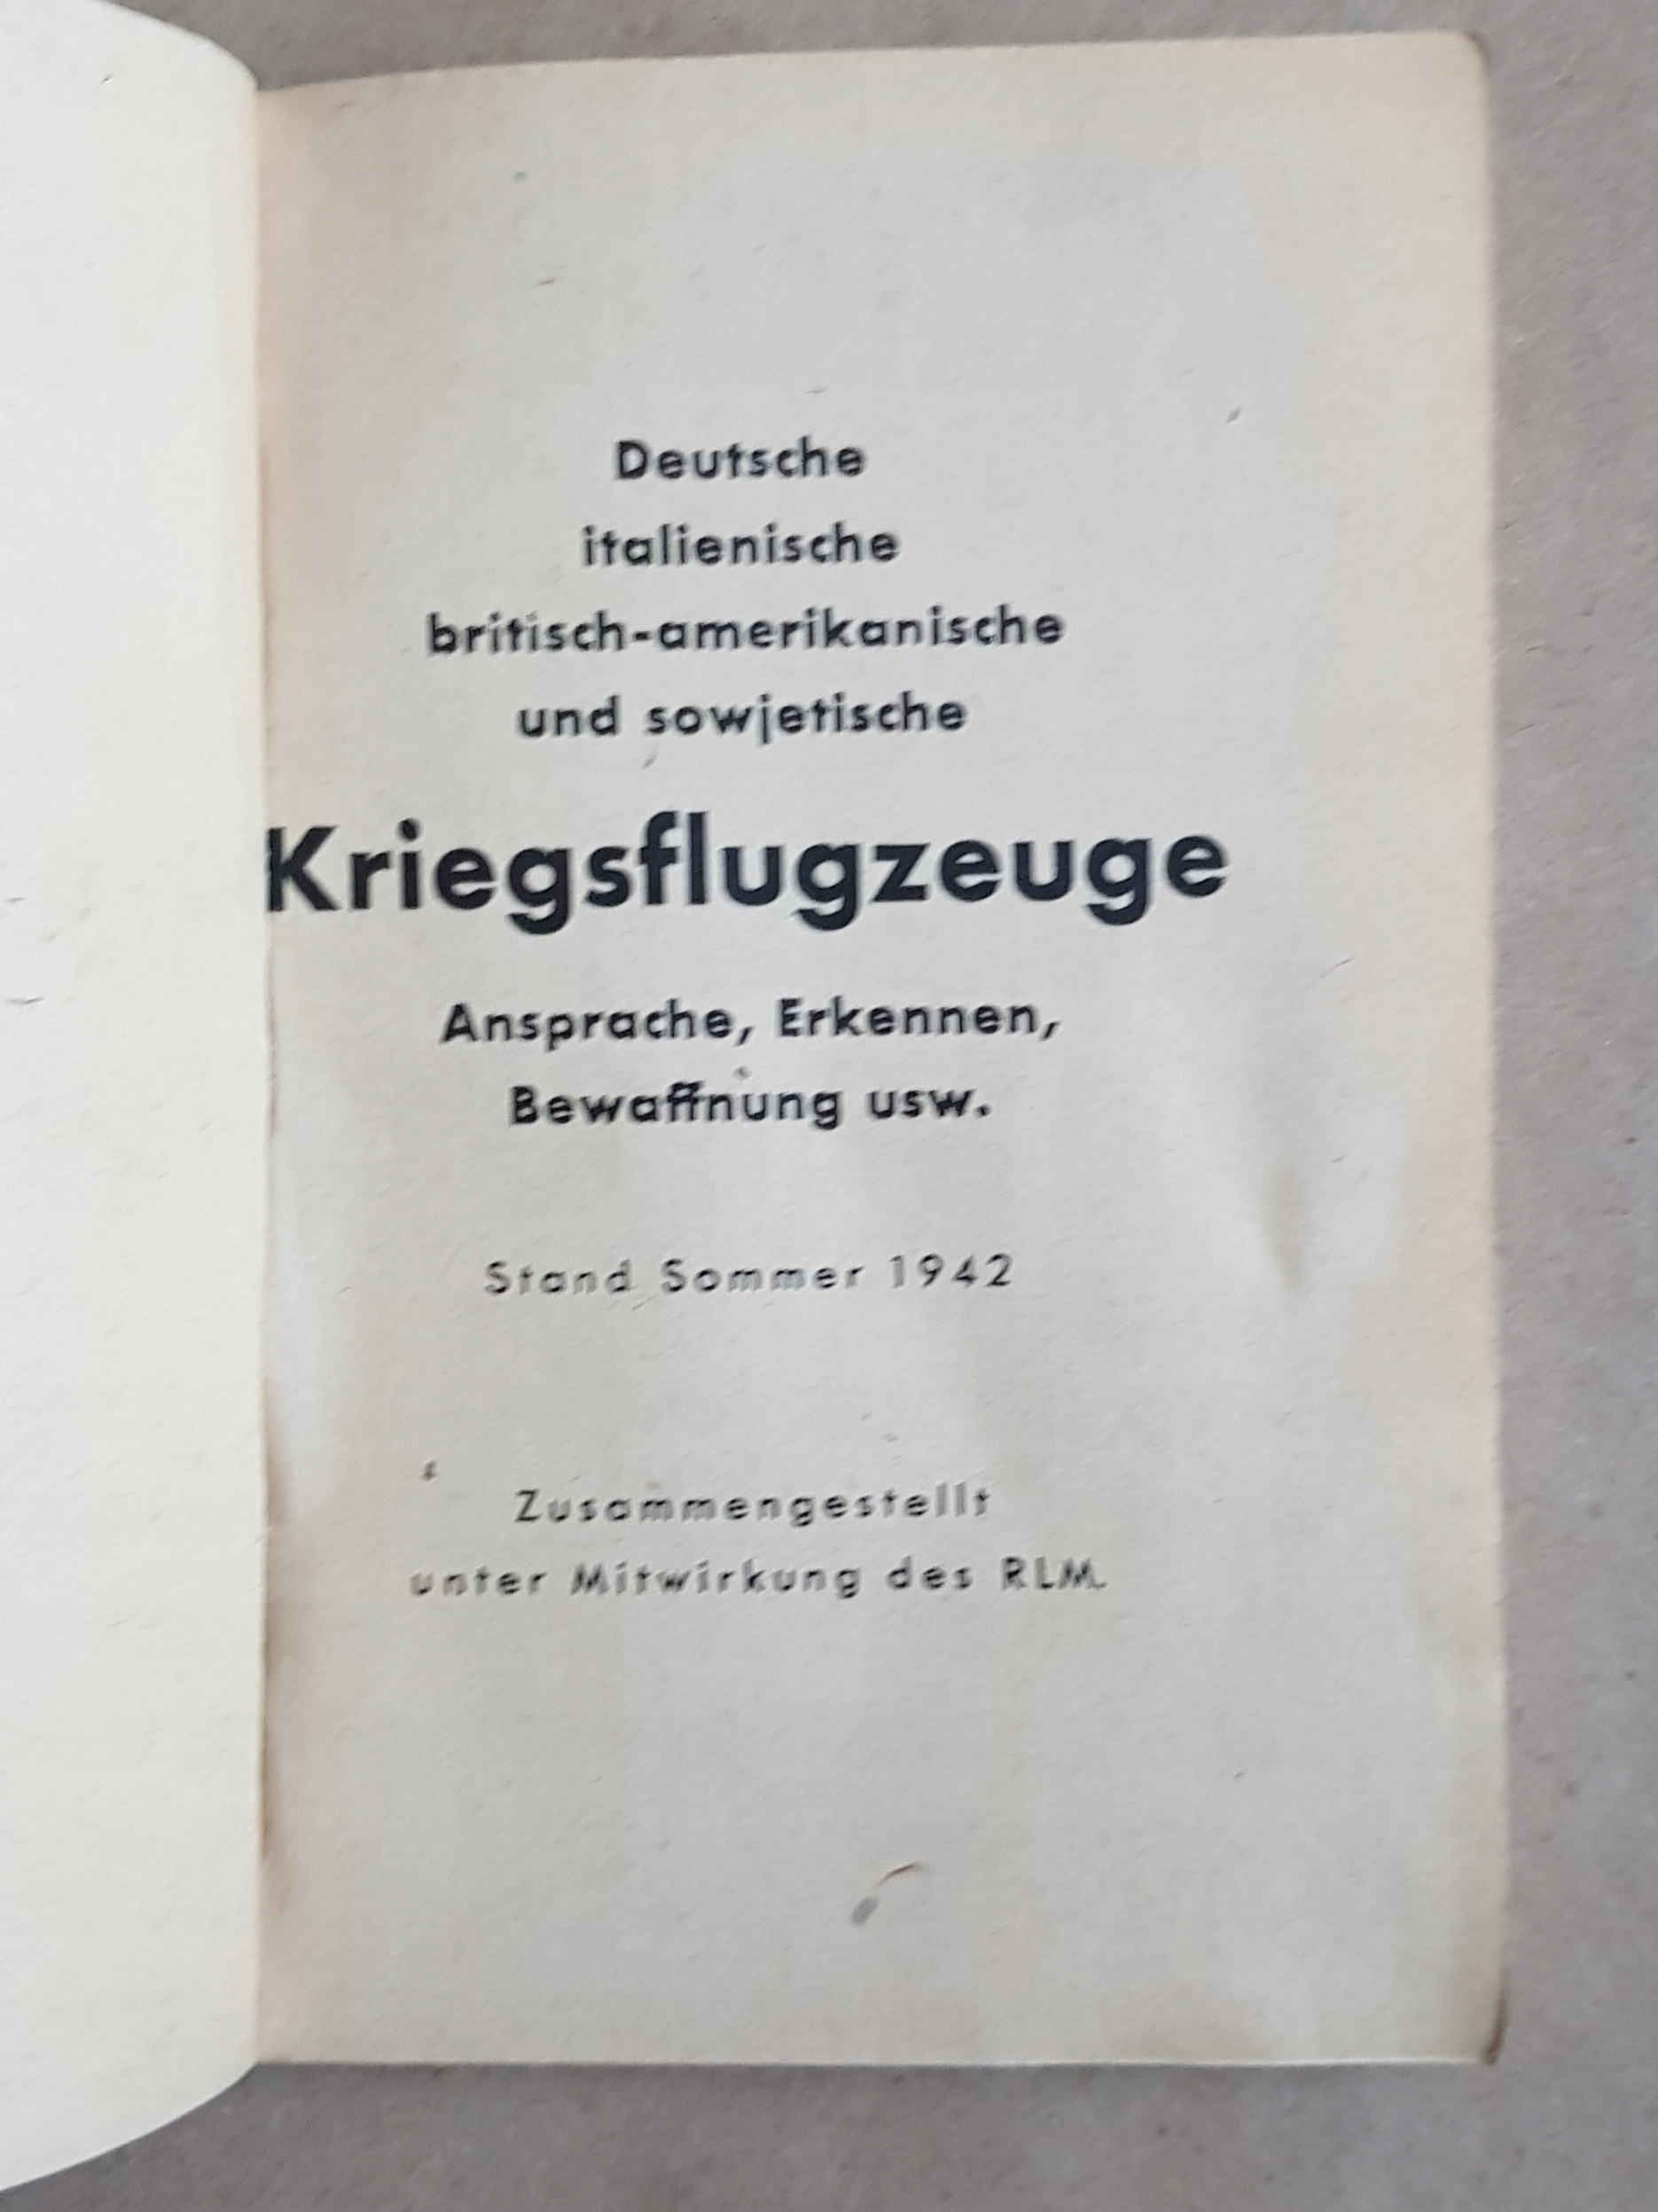 Deutsche
italienische
britisch-amerikanische
und sowjetische
Kriegsflugzeuge
Ansprache, Erkennen,
Bewaffnung usw.
Stand Sommer 1942
Zusammengestellt
unter Mitwirkung des RLM.